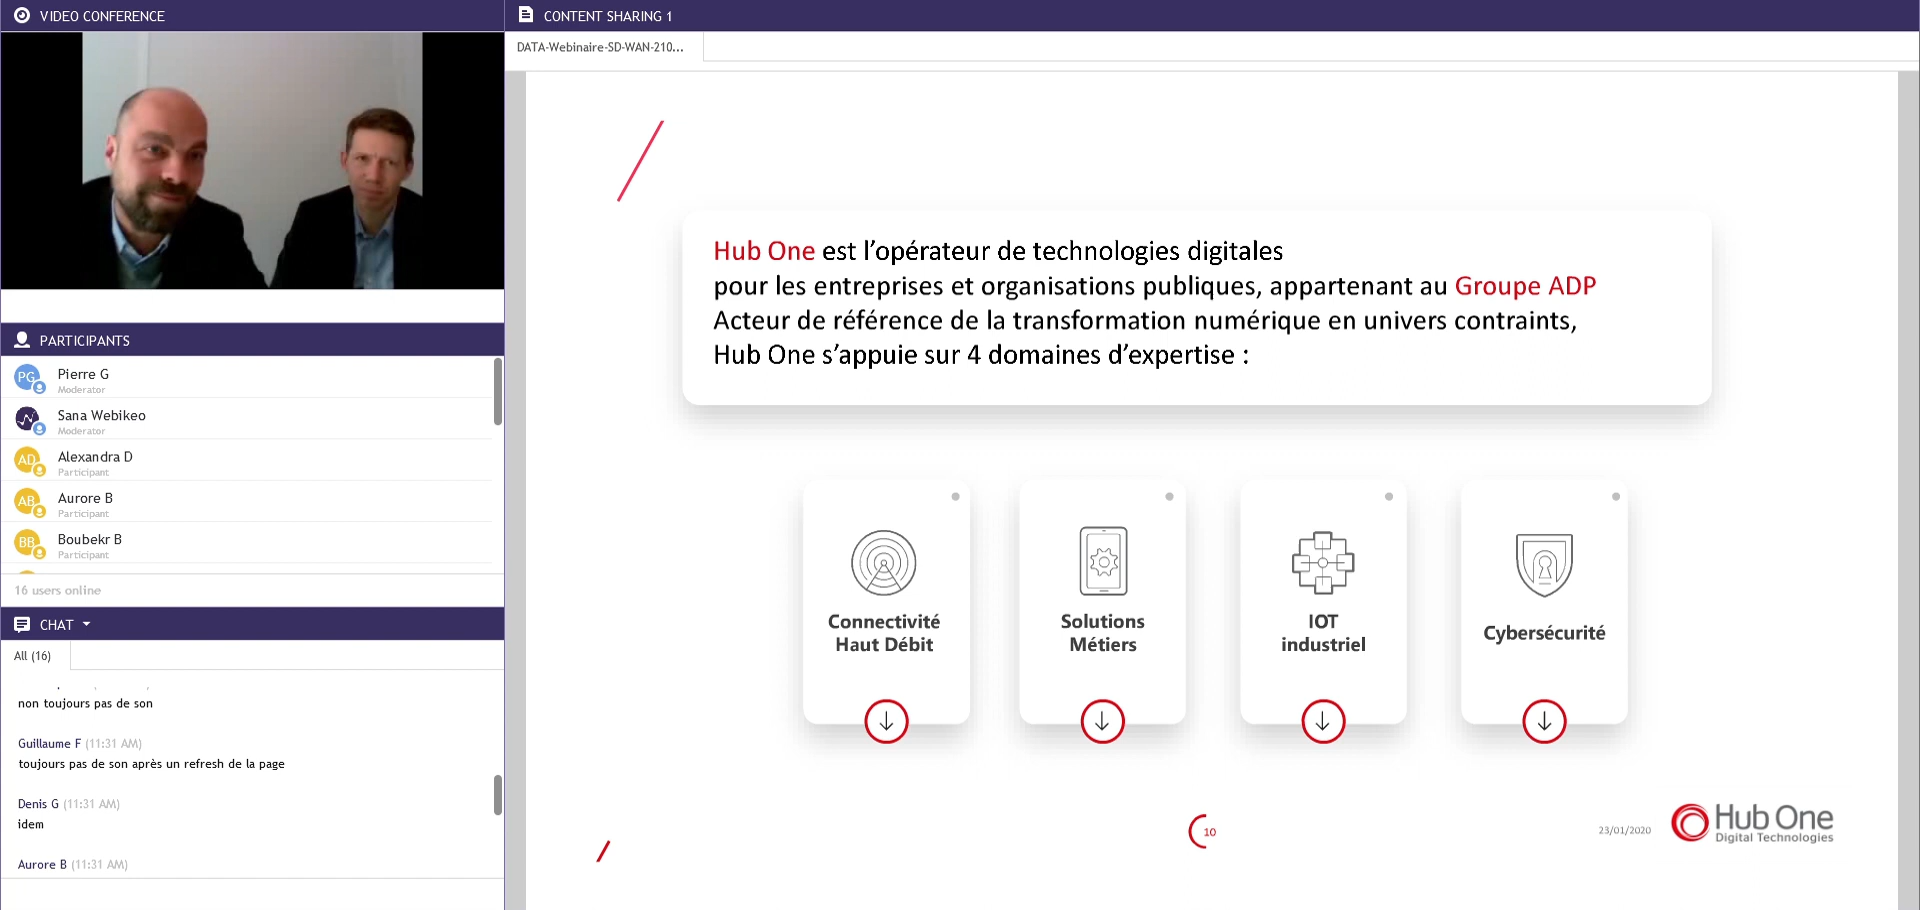 VIDEO CONFERENCE
PARTICIPANTS
PG
Pierre G
Moderator
Sana Webikeo
Moderator
AD
Alexandra D
Participant
AB
Aurore B
Participant
BB
Boubekr B
Participant
16 users online
CHAT
All (16)
non toujours pas de son
Guillaume F (11:31 AM)
toujours pas de son après un refresh de la page
Denis G (11:31 AM)
idem
Aurore B (11:31 AM)
CONTENT SHARING 1
DATA-Webinaire-SD-WAN-210...
Hub One est l’opérateur de technologies digitales
pour les entreprises et organisations publiques, appartenant au Groupe ADP
Acteur de référence de la transformation numérique en univers contraints,
Hub One s’appuie sur 4 domaines d’expertise :
Connectivité
Haut Débit
Solutions
Métiers
IOT
industriel
Cybersécurité
10
23/01/2020
Hub One
Digital Technologies